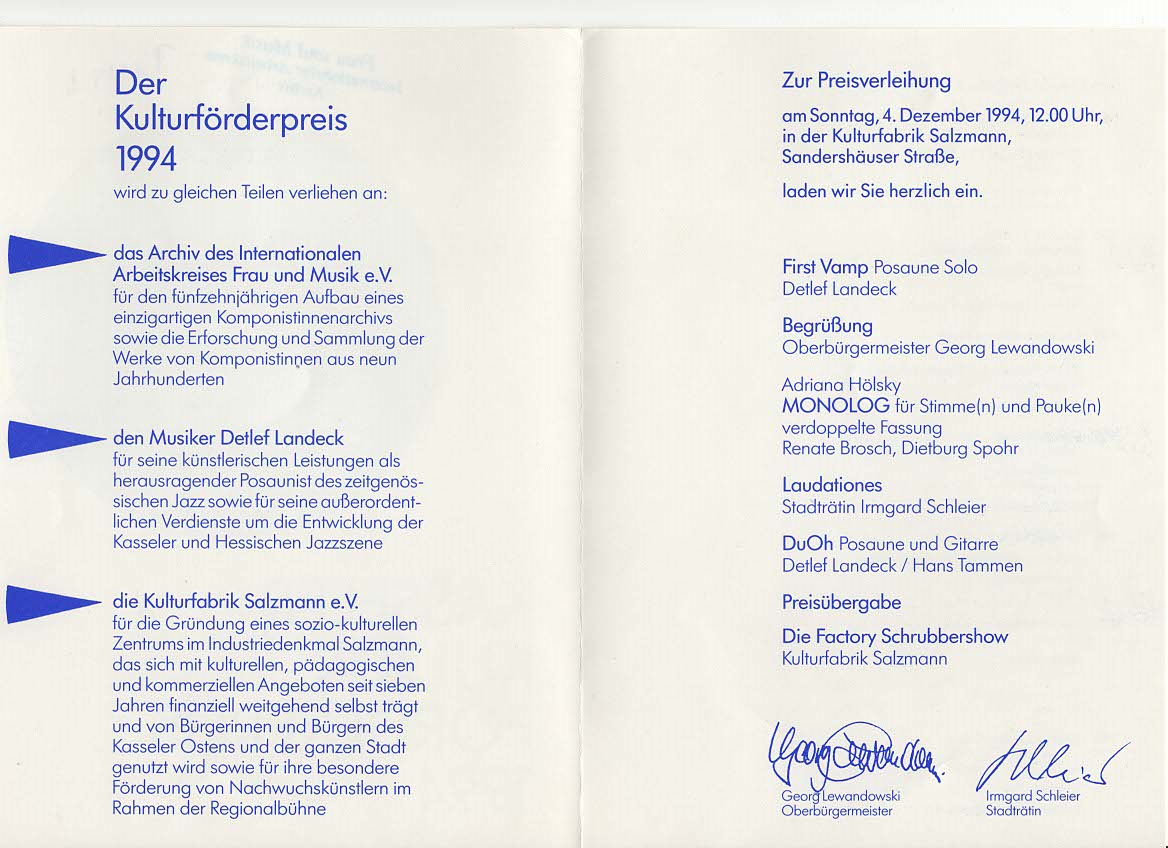 Der
Kulturförderpreis
1994
wird zu gleichen Teilen verliehen an:
das Archiv des Internationalen
Arbeitskreises Frau und Musik e.V.
für den fünfzehnjährigen Aufbau eines
einzigartigen Komponistinnenarchivs
sowie die Erforschung und Sammlung der
Werke von Komponistinnen aus neun
Jahrhunderten
den Musiker Detlef Landeck
für seine künstlerischen Leistungen als
herausragender Posaunist des zeitgenös-
sischen Jazz sowie für seine außerordent-
lichen Verdienste um die Entwicklung der
Kasseler und Hessischen Jazzszene
die Kulturfabrik Salzmann e.V.
für die Gründung eines sozio-kulturellen
Zentrums im Industriedenkmal Salzmann,
das sich mit kulturellen, pädagogischen
und kommerziellen Angeboten seit sieben
Jahren finanziell weitgehend selbst trägt
und von Bürgerinnen und Bürgern des
Kasseler Ostens und der ganzen Stadt
genutzt wird sowie für ihre besondere
Förderung von Nachwuchskünstlern im
Rahmen der Regionalbühne
Zur Preisverleihung
am Sonntag, 4. Dezember 1994, 12.00 Uhr,
in der Kulturfabrik Salzmann,
Sandershäuser Straße,
laden wir Sie herzlich ein.
First Vamp Posaune Solo
Detlef Landeck
Begrüßung
Oberbürgermeister Georg Lewandowski
Adriana Hölsky
MONOLOG für Stimme(n) und Pauke(n)
verdoppelte Fassung
Renate Brosch, Dietburg Spohr
Laudationes
Stadträtin Irmgard Schleier
DuOh Posaune und Gitarre
Detlef Landeck / Hans Tammen
Preisübergabe
Die Factory Schrubbershow
Kulturfabrik Salzmann
Georg Lewandowski
Schleier
Georg Lewandowski
Oberbürgermeister
Irmgard Schleier
Stadträtin